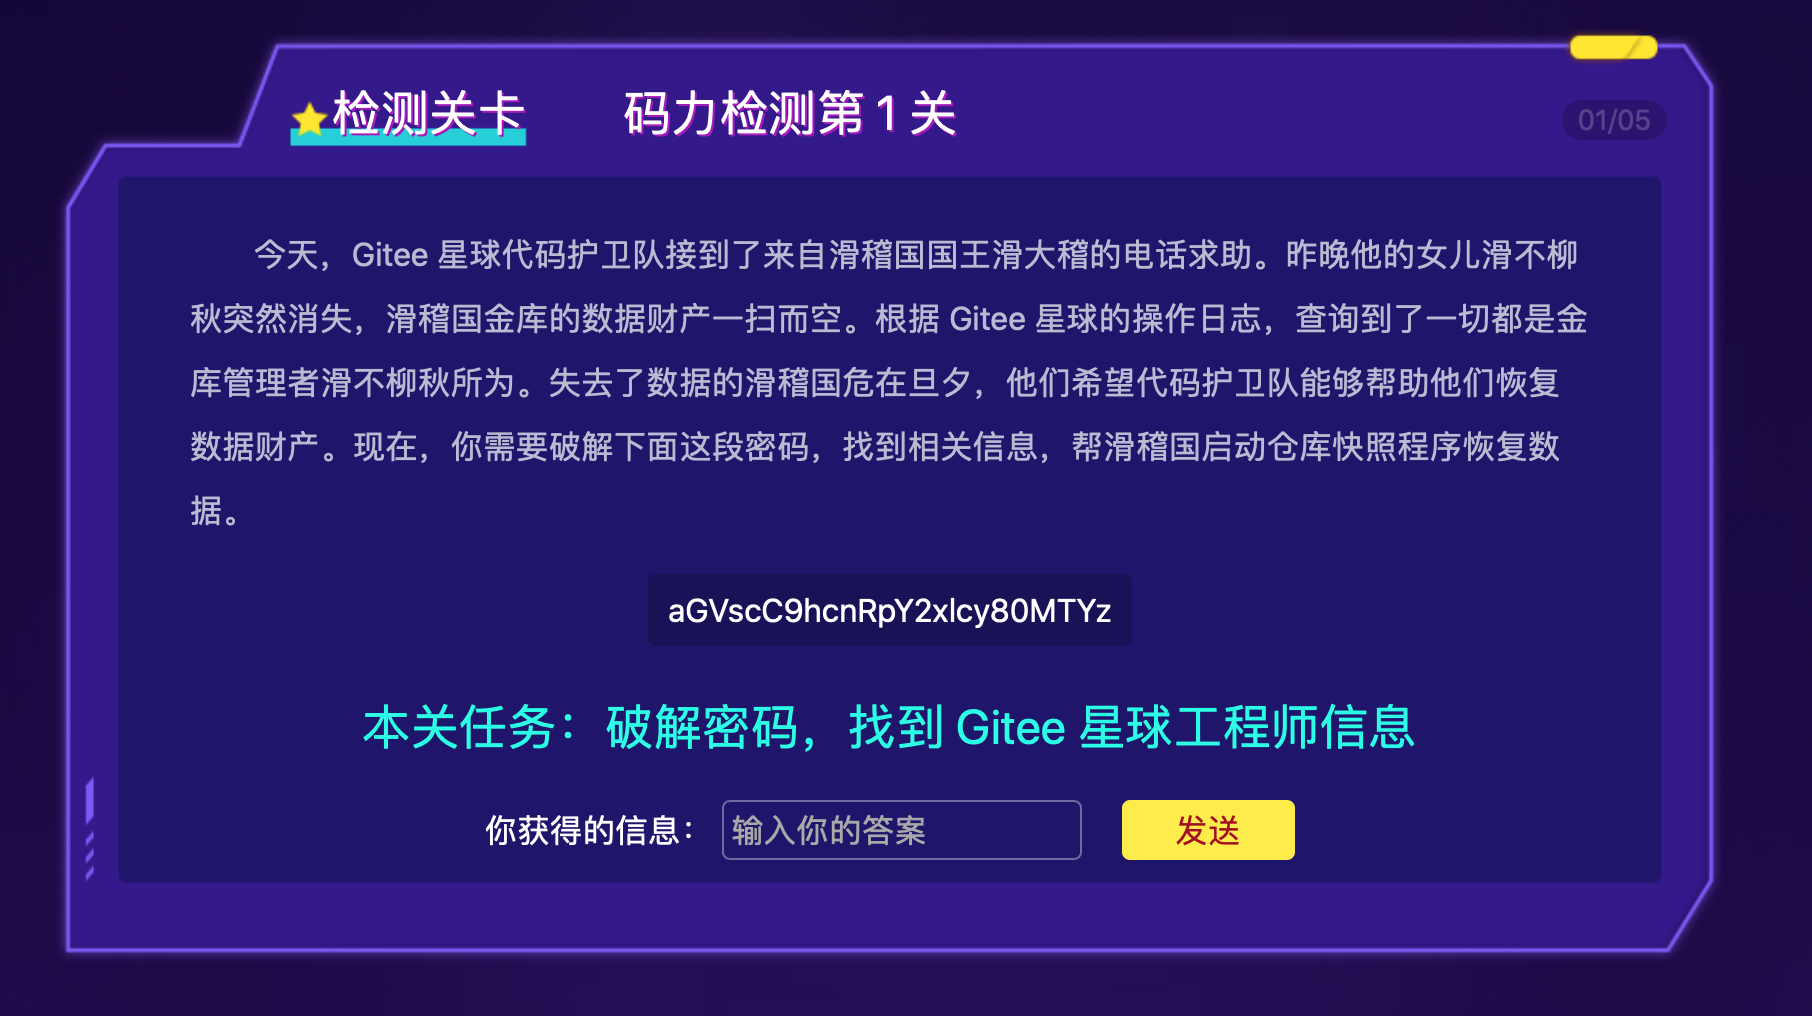 检测关卡
码力检测第 1 关
01/05
今天，Gitee 星球代码护卫队接到了来自滑稽国国王滑大稽的电话求助。昨晚他的女儿滑不柳
秋突然消失，滑稽国金库的数据财产一扫而空。根据 Gitee 星球的操作日志，查询到了一切都是金
库管理者滑不柳秋所为。失去了数据的滑稽国危在旦夕，他们希望代码护卫队能够帮助他们恢复
数据财产。现在，你需要破解下面这段密码，找到相关信息，帮滑稽国启动仓库快照程序恢复数
据。
aGVscC9hcnRpY2xlcy80MTYz
本关任务：破解密码，找到 Gitee 星球工程师信息
你获得的信息：
输入你的答案
发送